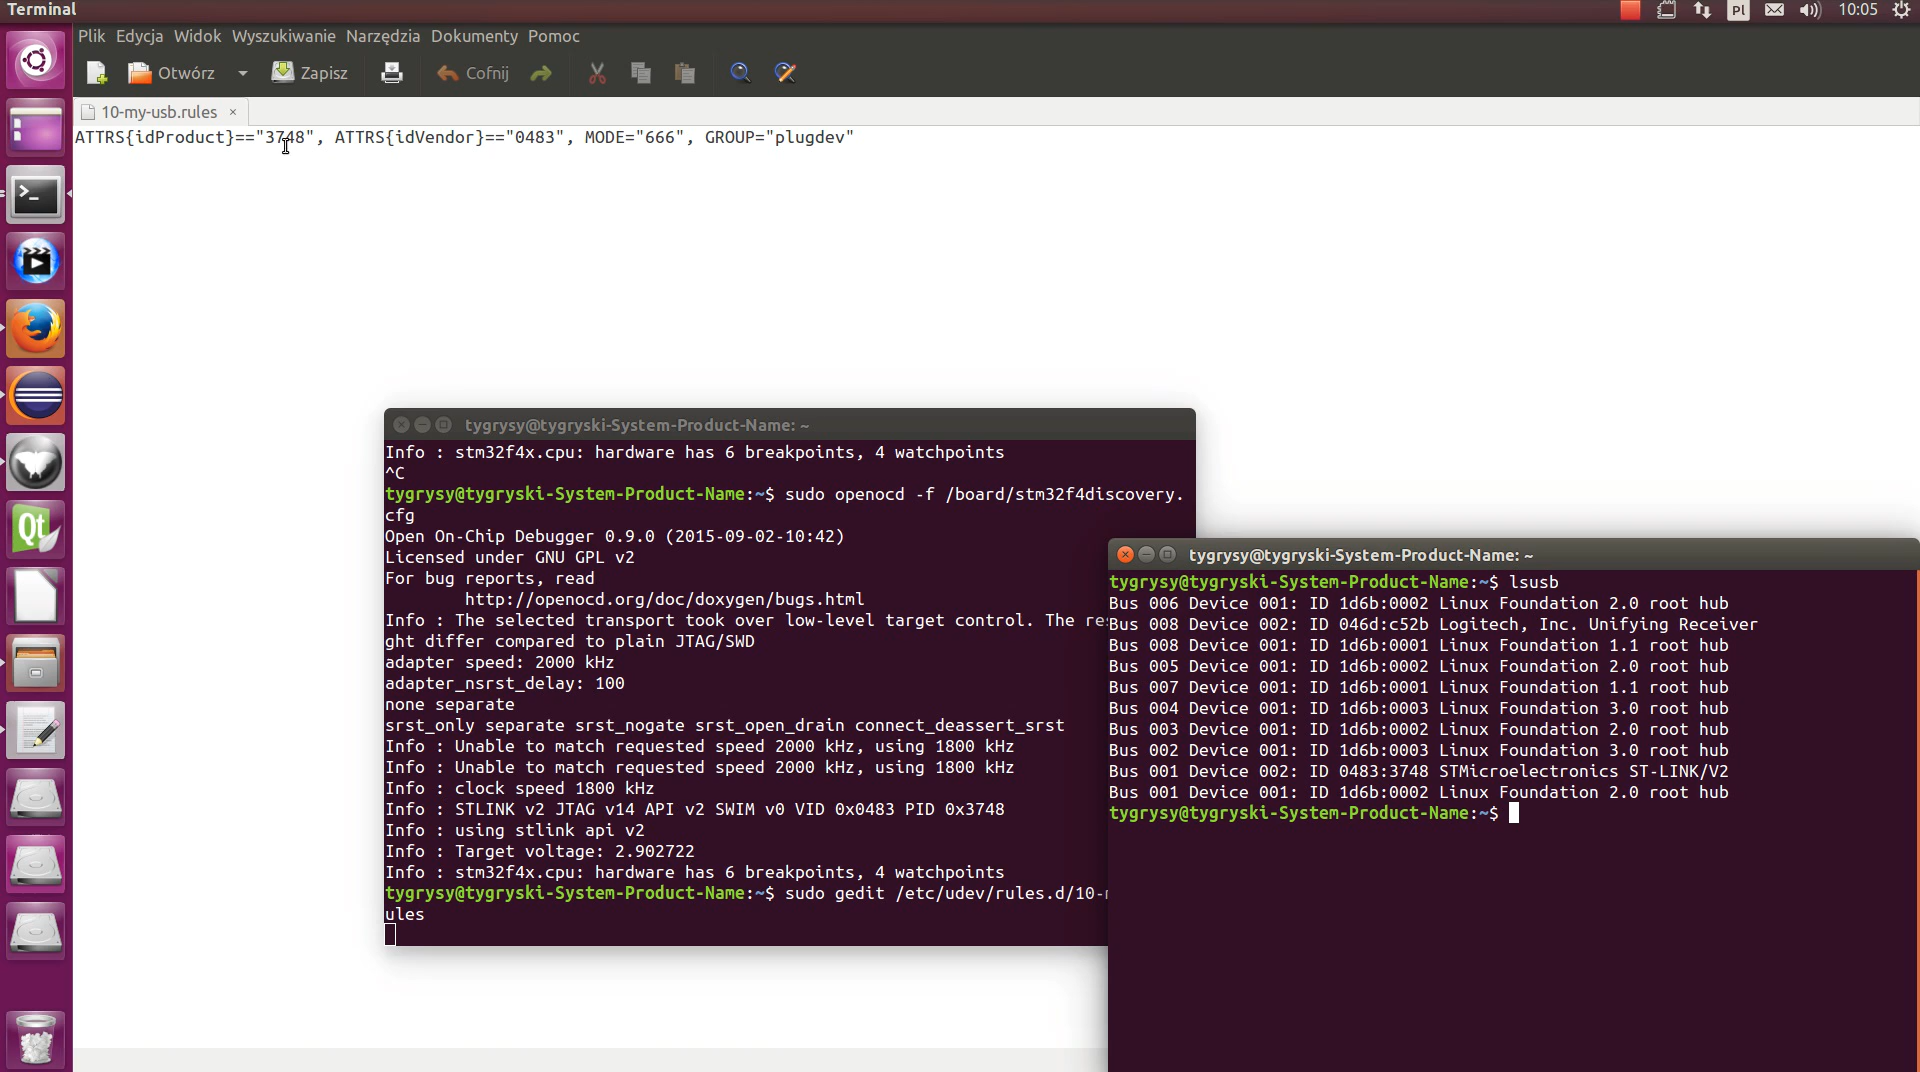 Terminal
Pl
10:05
Plik Edycja Widok Wyszukiwanie Narzędzia Dokumenty Pomoc
Otwórz Zapisz Cofnij
10-my-usb.rules ×
ATTRS{idProduct}=="3748", ATTRS{idVendor}=="0483", MODE="666", GROUP="plugdev"
Qt
tygrysy@tygryski-System-Product-Name: ~
Info : stm32f4x.cpu: hardware has 6 breakpoints, 4 watchpoints
^C
tygrysy@tygryski-System-Product-Name:~$ sudo openocd -f /board/stm32f4discovery.
cfg
Open On-Chip Debugger 0.9.0 (2015-09-02-10:42)
Licensed under GNU GPL v2
For bug reports, read
http://openocd.org/doc/doxygen/bugs.html
Info : The selected transport took over low-level target control. The
ght differ compared to plain JTAG/SWD
adapter speed: 2000 kHz
adapter_nsrst_delay: 100
none separate
srst_only separate srst_nogate srst_open_drain connect_deassert_srst
Info : Unable to match requested speed 2000 kHz, using 1800 kHz
Info : Unable to match requested speed 2000 kHz, using 1800 kHz
Info : clock speed 1800 kHz
Info : STLINK v2 JTAG v14 API v2 SWIM v0 VID 0x0483 PID 0x3748
Info : using stlink api v2
Info : Target voltage: 2.902722
Info : stm32f4x.cpu: hardware has 6 breakpoints, 4 watchpoints
tygrysy@tygryski-System-Product-Name:~$ sudo gedit /etc/udev/rules.d/10-
ules
tygrysy@tygryski-System-Product-Name: ~
tygrysy@tygryski-System-Product-Name:~$ lsusb
Bus 006 Device 001: ID 1d6b:0002 Linux Foundation 2.0 root hub
Bus 008 Device 002: ID 046d:c52b Logitech, Inc. Unifying Receiver
Bus 008 Device 001: ID 1d6b:0001 Linux Foundation 1.1 root hub
Bus 005 Device 001: ID 1d6b:0002 Linux Foundation 2.0 root hub
Bus 007 Device 001: ID 1d6b:0001 Linux Foundation 1.1 root hub
Bus 004 Device 001: ID 1d6b:0003 Linux Foundation 3.0 root hub
Bus 003 Device 001: ID 1d6b:0002 Linux Foundation 2.0 root hub
Bus 002 Device 001: ID 1d6b:0003 Linux Foundation 3.0 root hub
Bus 001 Device 002: ID 0483:3748 STMicroelectronics ST-LINK/V2
Bus 001 Device 001: ID 1d6b:0002 Linux Foundation 2.0 root hub
tygrysy@tygryski-System-Product-Name:~$